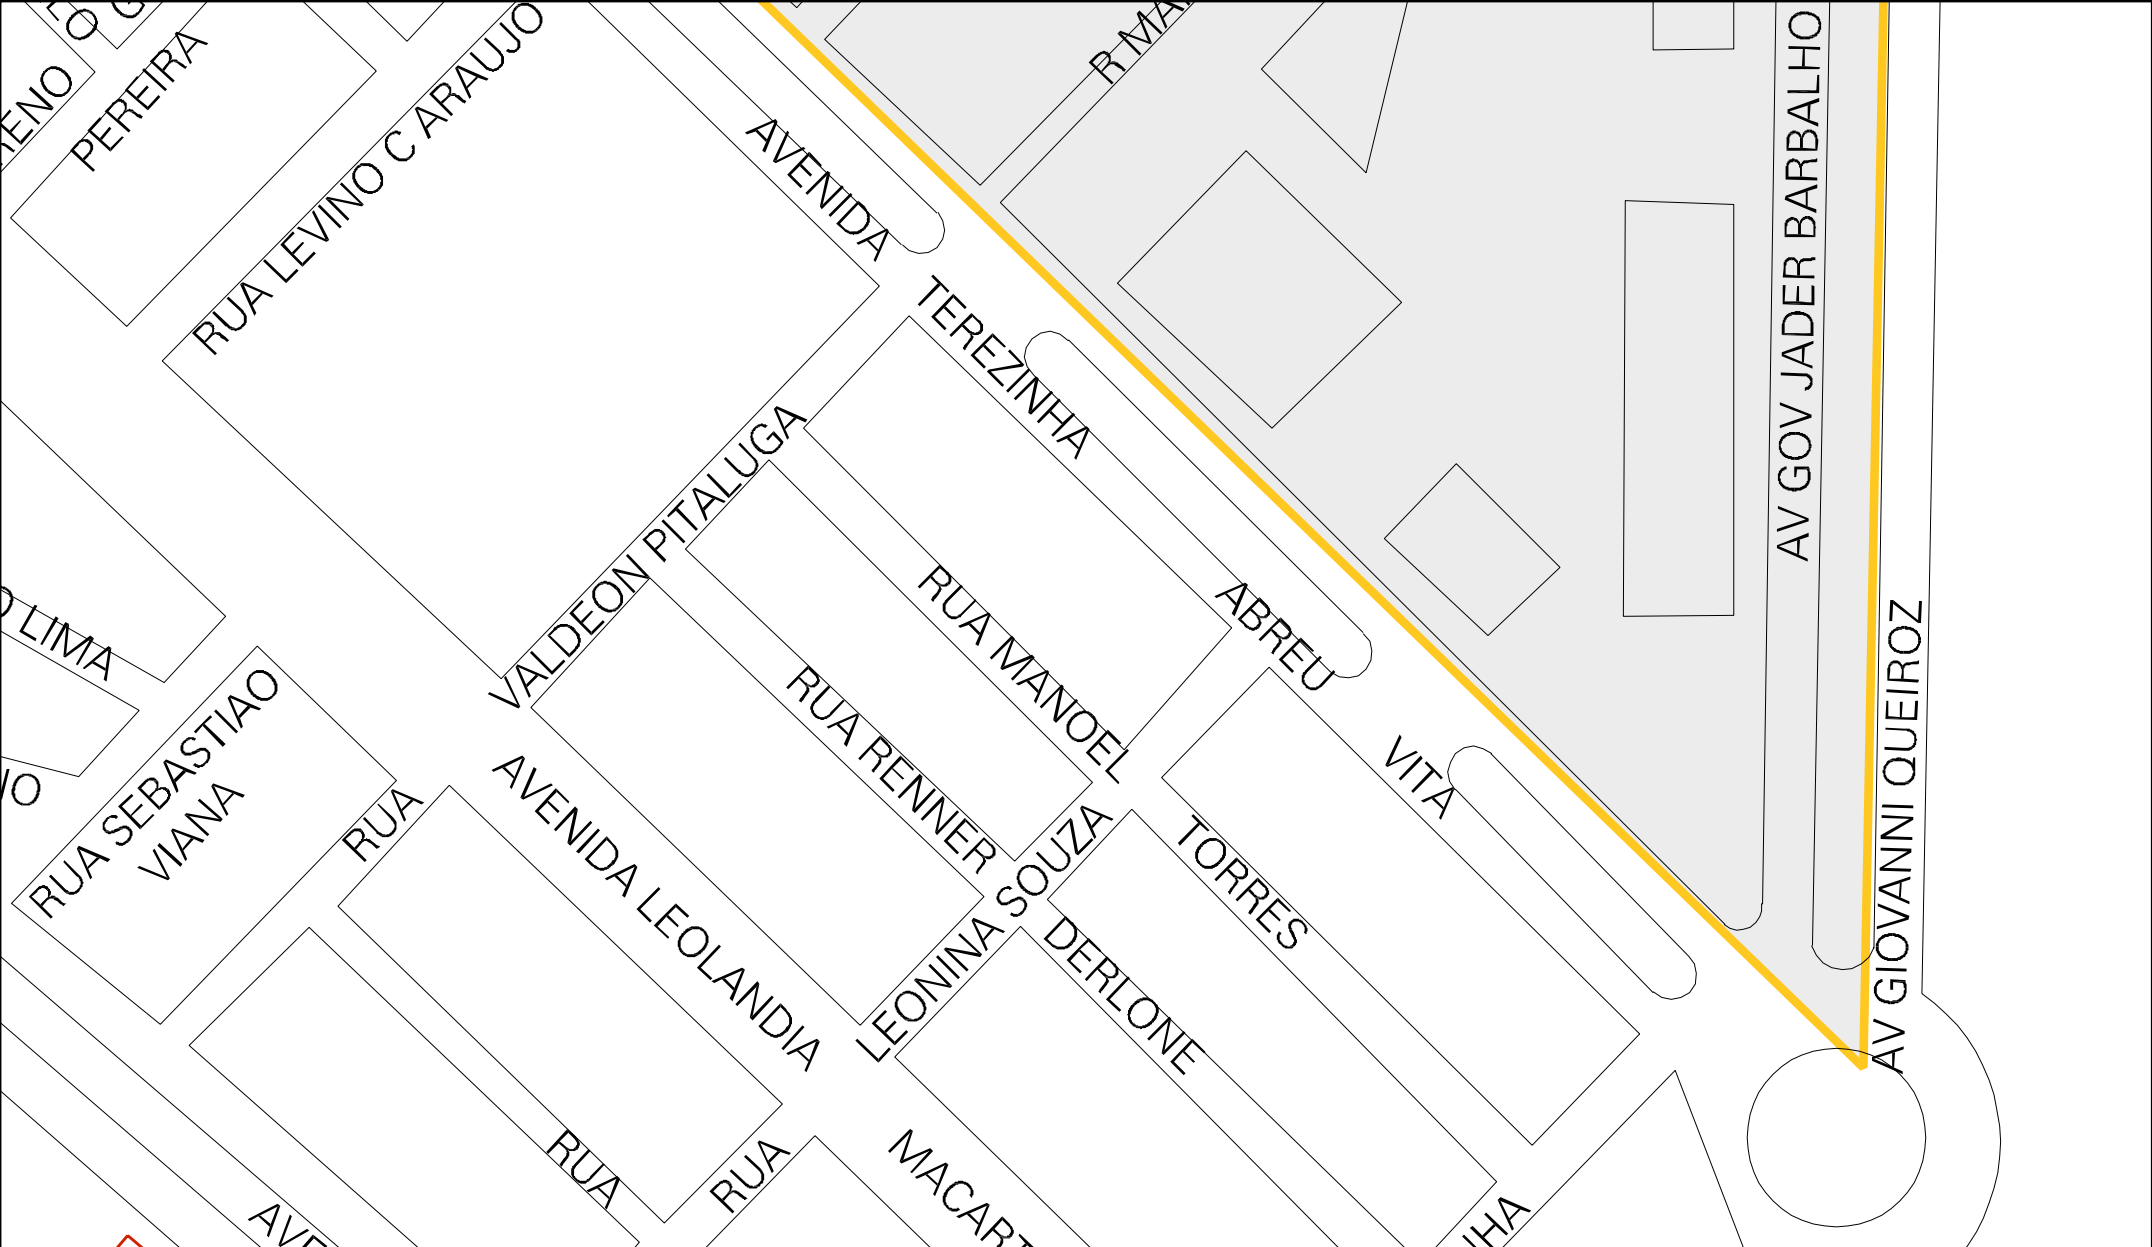 PEREIRA
RUA LEVINO C ARAUJO
AVENIDA
TEREZINHA
ABREU
VITA
AV GOV JADER BARBALHO
AV GIOVANNI QUEIROZ
VALDEON PITALUGA
RUA MANOEL
TORRES
RUA RENNER
DERLONE
LIMA
RUA SEBASTIAO
VIANA
RUA
AVENIDA LEOLANDIA
LEONINA SOUZA
RUA
RUA
MACART